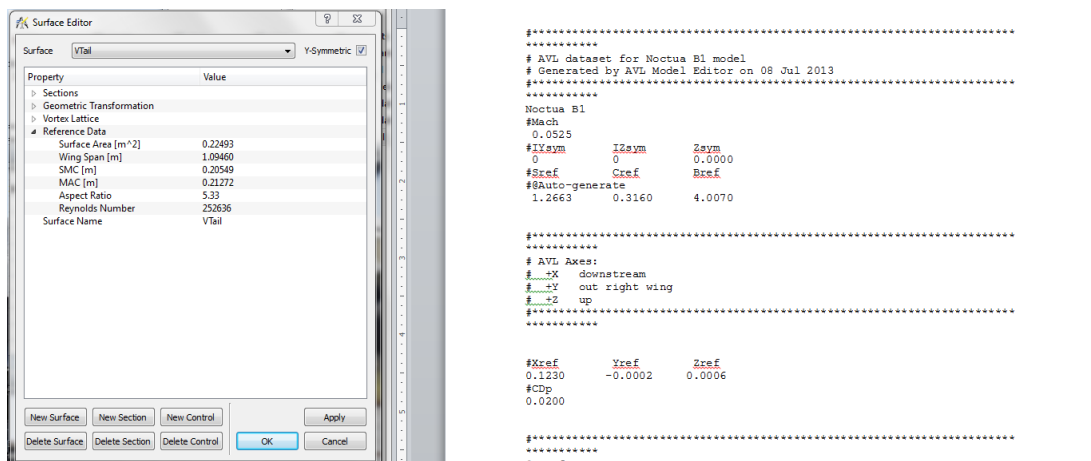 Surface Editor
Surface VTail Y-Symmetric
Property Value
Sections
Geometric Transformation
Vortex Lattice
Reference Data
Surface Area [m^2] 0.22493
Wing Span [m] 1.09460
SMC [m] 0.20549
MAC [m] 0.21272
Aspect Ratio 5.33
Reynolds Number 252636
Surface Name VTail
New Surface New Section New Control Apply
Delete Surface Delete Section Delete Control OK Cancel
#*************************************************************************
***********
# AVL dataset for Noctua B1 model
# Generated by AVL Model Editor on 08 Jul 2013
#*************************************************************************
***********
Noctua B1
#Mach
0.0525
#IYsym IZsym Zsym
0 0 0.0000
#Sref Cref Bref
#@Auto-generate
1.2663 0.3160 4.0070
#*************************************************************************
***********
# AVL Axes:
# +X downstream
# +Y out right wing
# +Z up
#*************************************************************************
***********
#Xref Yref Zref
0.1230 -0.0002 0.0006
#CDp
0.0200
#*************************************************************************
***********